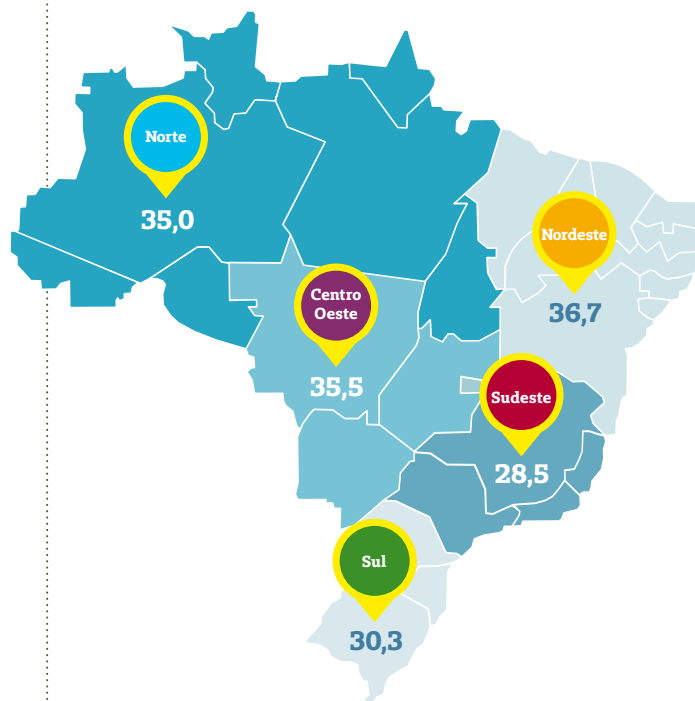 Norte
35,0
Nordeste
36,7
Centro
Oeste
35,5
Sudeste
28,5
Sul
30,3